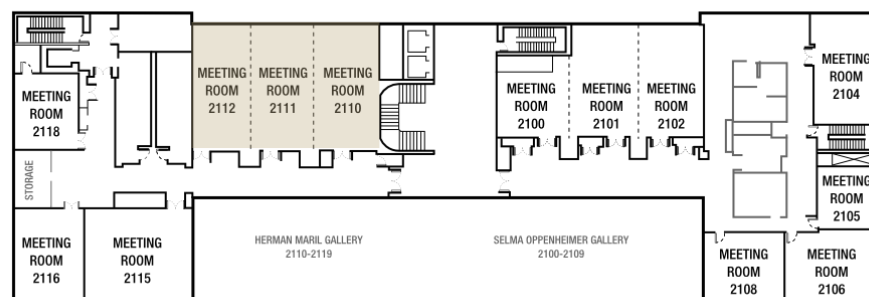 MEETING
ROOM
2118
STORAGE
MEETING
ROOM
2116
MEETING
ROOM
2115
MEETING
ROOM
2112
MEETING
ROOM
2111
MEETING
ROOM
2110
HERMAN MARIL GALLERY
2110-2119
MEETING
ROOM
2100
MEETING
ROOM
2101
MEETING
ROOM
2102
SELMA OPPENHEIMER GALLERY
2100-2109
MEETING
ROOM
2104
MEETING
ROOM
2105
MEETING
ROOM
2108
MEETING
ROOM
2106